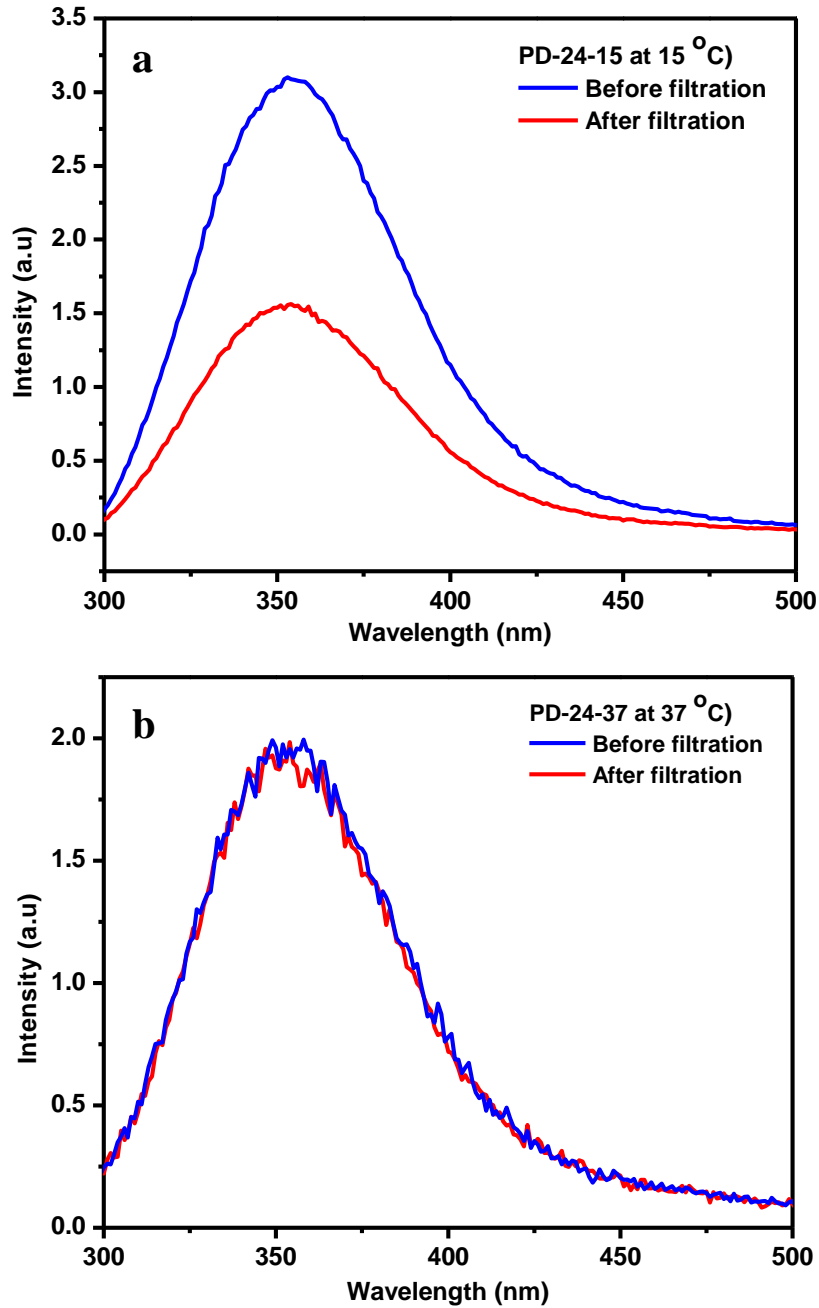 a
PD-24-15 at 15 °C)
Before filtration
After filtration
3.5
3.0
2.5
2.0
1.5
1.0
0.5
0.0
Intensity (a.u)
300 350 400 450 500
Wavelength (nm)
b
PD-24-37 at 37 °C)
Before filtration
After filtration
2.0
1.5
1.0
0.5
0.0
Intensity (a.u)
300 350 400 450 500
Wavelength (nm)